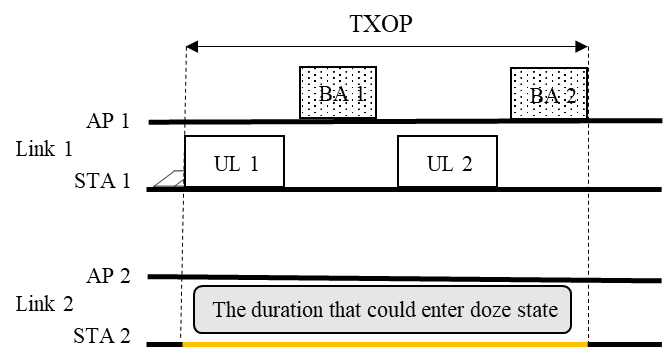 TXOP
BA 1
BA 2
AP 1
Link 1
UL 1
UL 2
STA 1
AP 2
Link 2
The duration that could enter doze state
STA 2